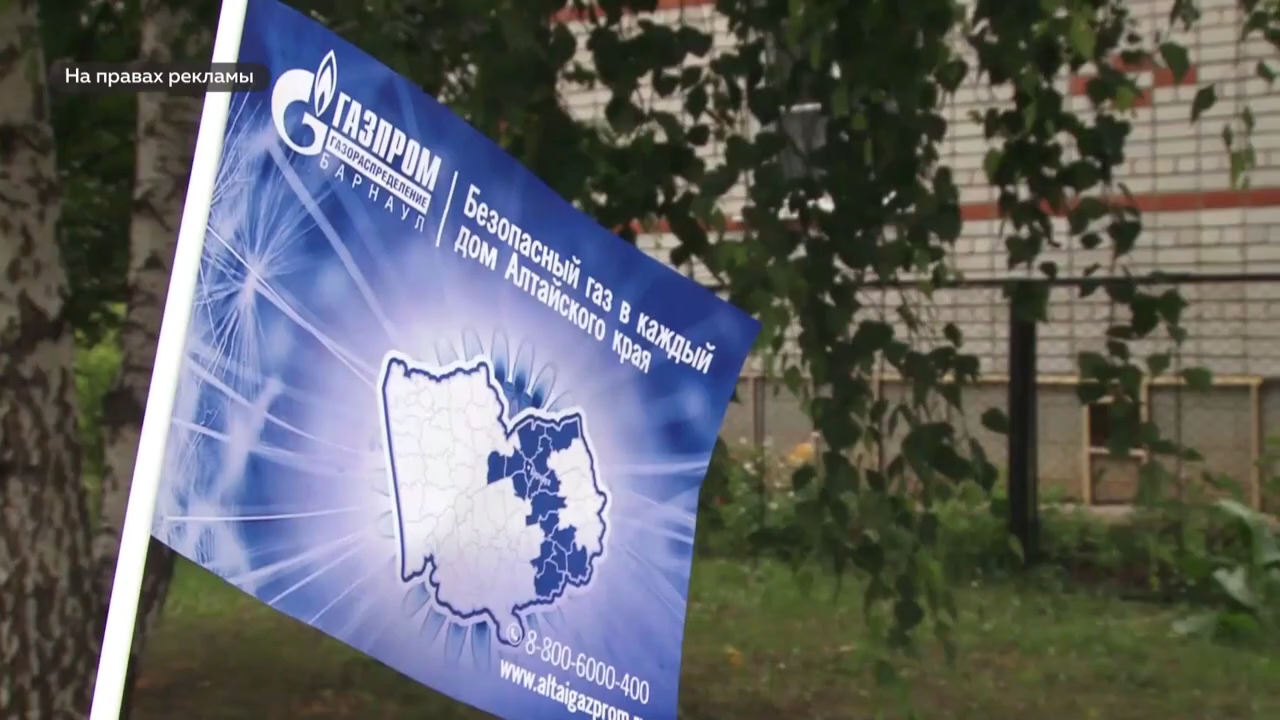 На правах рекламы
ГАЗПРОМ
ГАЗОРАСПРЕДЕЛЕНИЕ
БАРНАУЛ
Безопасный газ в каждый
дом Алтайского края
8-800-6000-400
www.altaigazprom.r